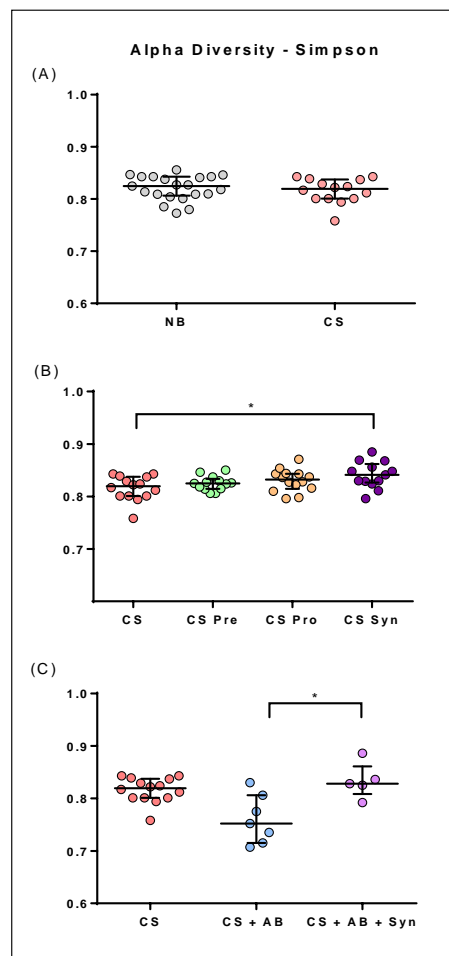 Alpha Diversity - Simpson
(A)
1.0
0.9
0.8
0.7
0.6
NB CS
(B)
*
1.0
0.9
0.8
0.7
CS CS Pre CS Pro CS Syn
(C)
*
1.0
0.9
0.8
0.7
0.6
CS CS + AB CS + AB + Syn